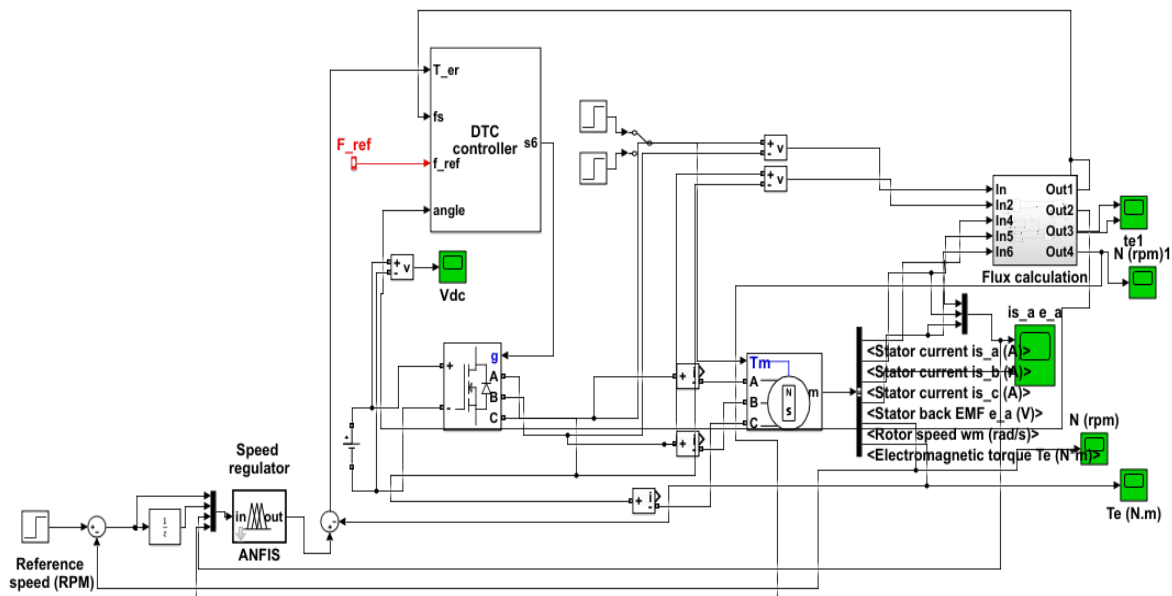 T_er
fs
DTC
controller
s6
F_ref
f_ref
angle
+
-
v
+
-
v
In
In2
In4
In5
In6
Out1
Out2
Out3
Out4
Flux calculation
te1
N (rpm)1
+
-
v
Vdc
is_a e_a
g
+
-
A
B
C
+ i
Tm
A
B
C
N
S
m
<Stator current is_a (A)>
<Stator current is_b (A)>
<Stator current is_c (A)>
<Stator back EMF e_a (V)>
<Rotor speed wm (rad/s)>
<Electromagnetic torque Te (N*m)>
N (rpm)
+ i
+ i
Te (N.m)
Speed
regulator
in
out
ANFIS
Reference
speed (RPM)